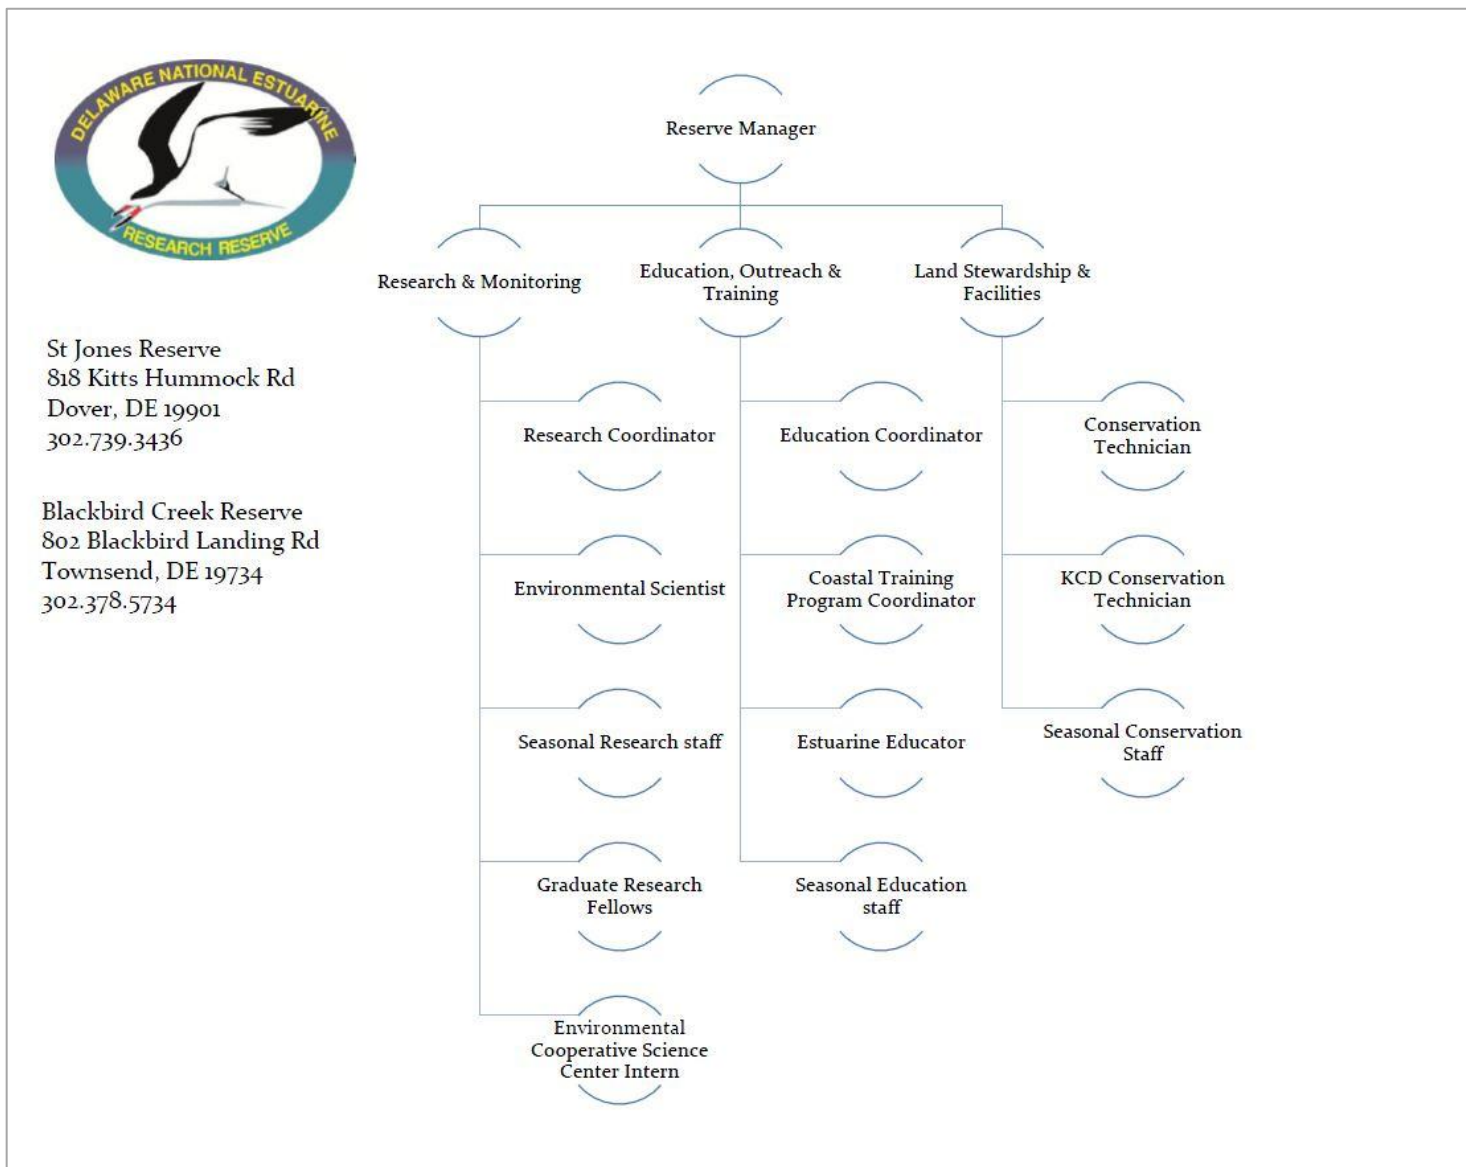 DELAWARE NATIONAL ESTUARINE
RESEARCH RESERVE
St Jones Reserve
818 Kitts Hummock Rd
Dover, DE 19901
302.739.3436
Blackbird Creek Reserve
802 Blackbird Landing Rd
Townsend, DE 19734
302.378.5734
Reserve Manager
Research & Monitoring
Research Coordinator
Environmental Scientist
Seasonal Research staff
Graduate Research
Fellows
Environmental
Cooperative Science
Center Intern
Education, Outreach &
Training
Education Coordinator
Coastal Training
Program Coordinator
Estuarine Educator
Seasonal Education
staff
Land Stewardship &
Facilities
Conservation
Technician
KCD Conservation
Technician
Seasonal Conservation
Staff